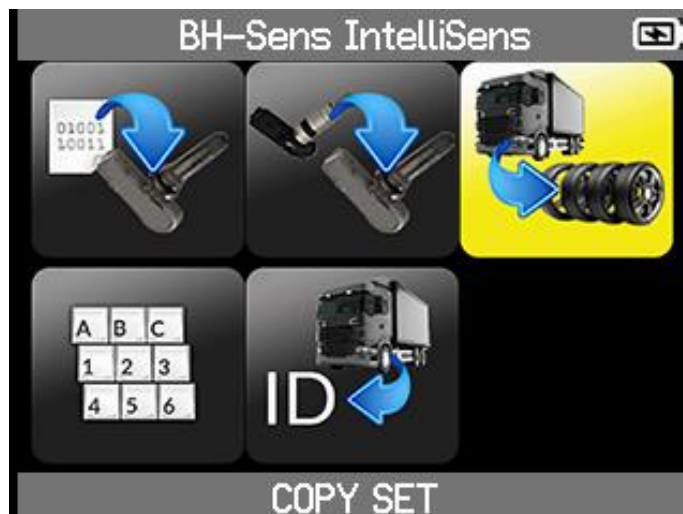 BH-Sens IntelliSens
01001
10011
A B C
1 2 3
4 5 6
ID
COPY SET